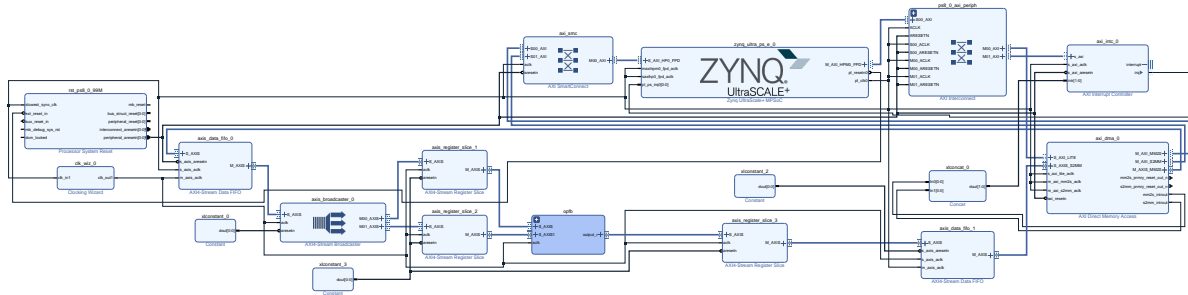 rst_ps8_0_99M
slowest_sync_clk
ext_reset_in
aux_reset_in
mb_debug_sys_rst
dcm_locked
mb_reset
bus_struct_reset[0:0]
peripheral_reset[0:0]
interconnect_aresetn[0:0]
peripheral_aresetn[0:0]
Processor System Reset
clk_wiz_0
clk_in1
clk_out1
Clocking Wizard
axis_data_fifo_0
S_AXIS
s_axis_aresetn
s_axis_aclk
M_AXIS
AXI4-Stream Data FIFO
xlconstant_0
dout[0:0]
Constant
axis_broadcaster_0
S_AXIS
aclk
aresetn
M00_AXIS
M01_AXIS
AXI4-Stream Broadcaster
xlconstant_3
dout[0:0]
Constant
axis_register_slice_1
S_AXIS
aclk
aresetn
M_AXIS
AXI4-Stream Register Slice
axis_register_slice_2
S_AXIS
aclk
aresetn
M_AXIS
AXI4-Stream Register Slice
axi_smc
S00_AXI
S01_AXI
aclk
aresetn
M00_AXI
AXI SmartConnect
opfb
aclk
zynq_ultra_ps_e_0
S_AXI_HP0_FPD
pl_ps_irq0[0:0]
M_AXI_HPM0_FPD
pl_resetn0
pl_clk0
ZYNQ
UltraSCALE+
Zynq UltraScale+ MPSoC
xlconstant_2
dout[0:0]
Constant
axis_register_slice_3
S_AXIS
aclk
aresetn
M_AXIS
AXI4-Stream Register Slice
ps8_0_axi_periph
S00_AXI
ACLK
ARESETN
S00_ACLK
S00_ARESETN
M00_ACLK
M00_ARESETN
M01_ACLK
M01_ARESETN
M00_AXI
M01_AXI
AXI Interconnect
xlconcat_0
In0[0:0]
In1[0:0]
dout[1:0]
Concat
axis_data_fifo_1
S_AXIS
s_axis_aresetn
s_axis_aclk
m_axis_aclk
M_AXIS
AXI4-Stream Data FIFO
axi_intc_0
s_axi
s_axi_aclk
s_axi_aresetn
intr[1:0]
interrupt
irq
AXI Interrupt Controller
axi_dma_0
S_AXI_LITE
S_AXIS_S2MM
s_axi_lite_aclk
m_axi_mm2s_aclk
m_axi_s2mm_aclk
axi_resetn
M_AXI_MM2S
M_AXI_S2MM
M_AXIS_MM2S
mm2s_prmry_reset_out_n
s2mm_prmry_reset_out_n
mm2s_introut
s2mm_introut
AXI Direct Memory Access